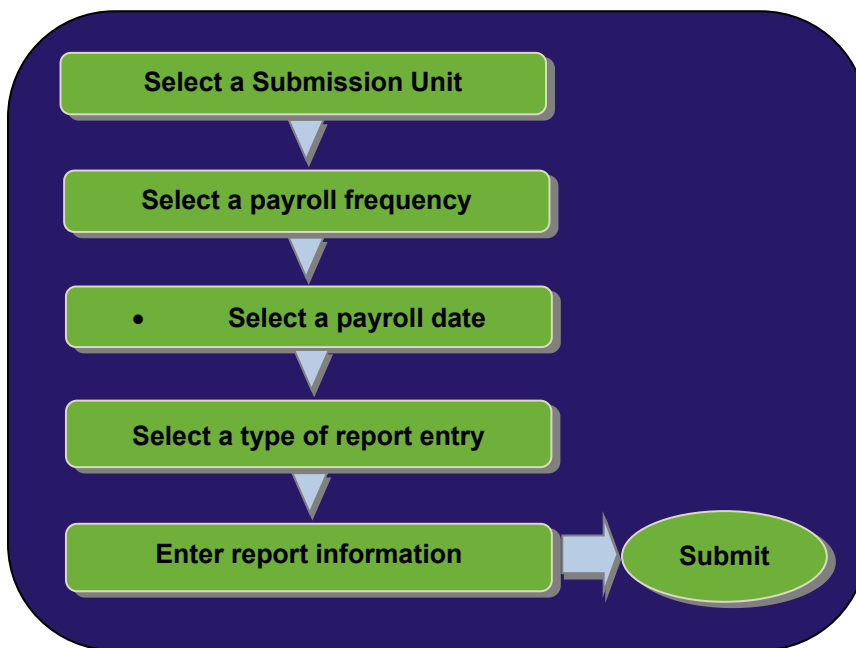 Select a Submission Unit
Select a payroll frequency
• Select a payroll date
Select a type of report entry
Enter report information
Submit